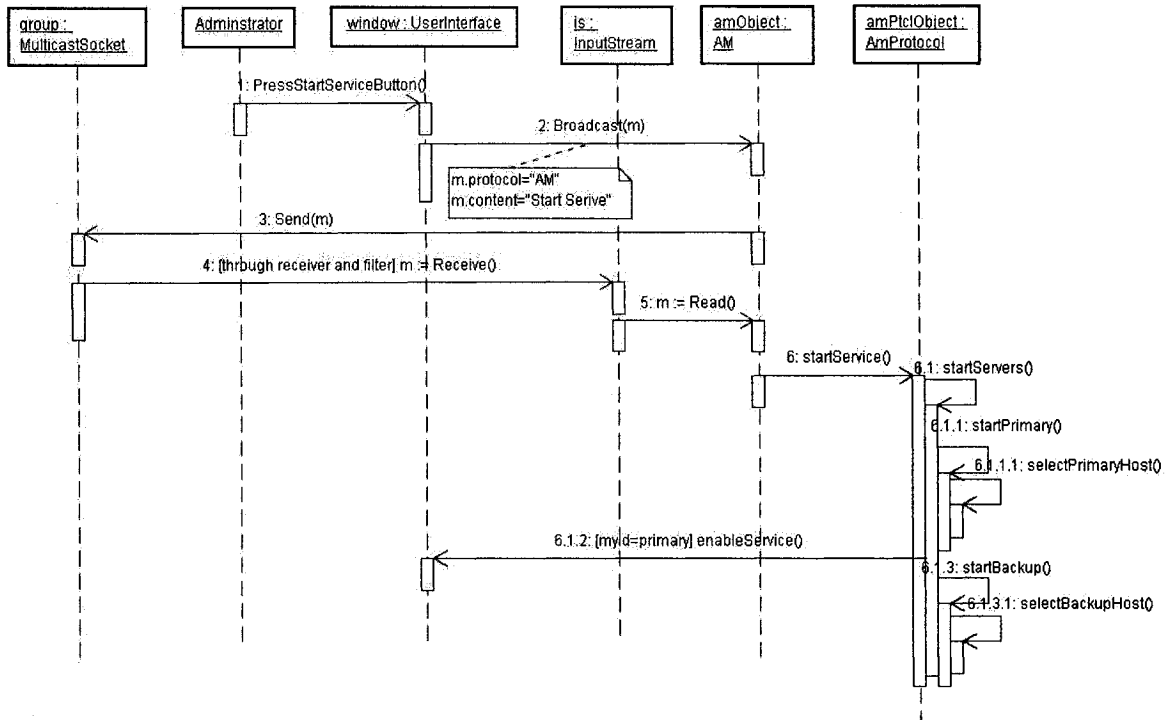 group :
MulticastSocket
Adminstrator
window : UserInterface
is :
InputStream
amObject :
AM
amPtclObject :
AmProtocol
1: PressStartServiceButton()
2: Broadcast(m)
m.protocol="AM"
m.content="Start Serive"
3: Send(m)
4: [through receiver and filter] m := Receive()
5: m := Read()
6: startService()
6.1: startServers()
6.1.1: startPrimary()
6.1.1.1: selectPrimaryHost()
6.1.2: [myId=primary] enableService()
6.1.3: startBackup()
6.1.3.1: selectBackupHost()